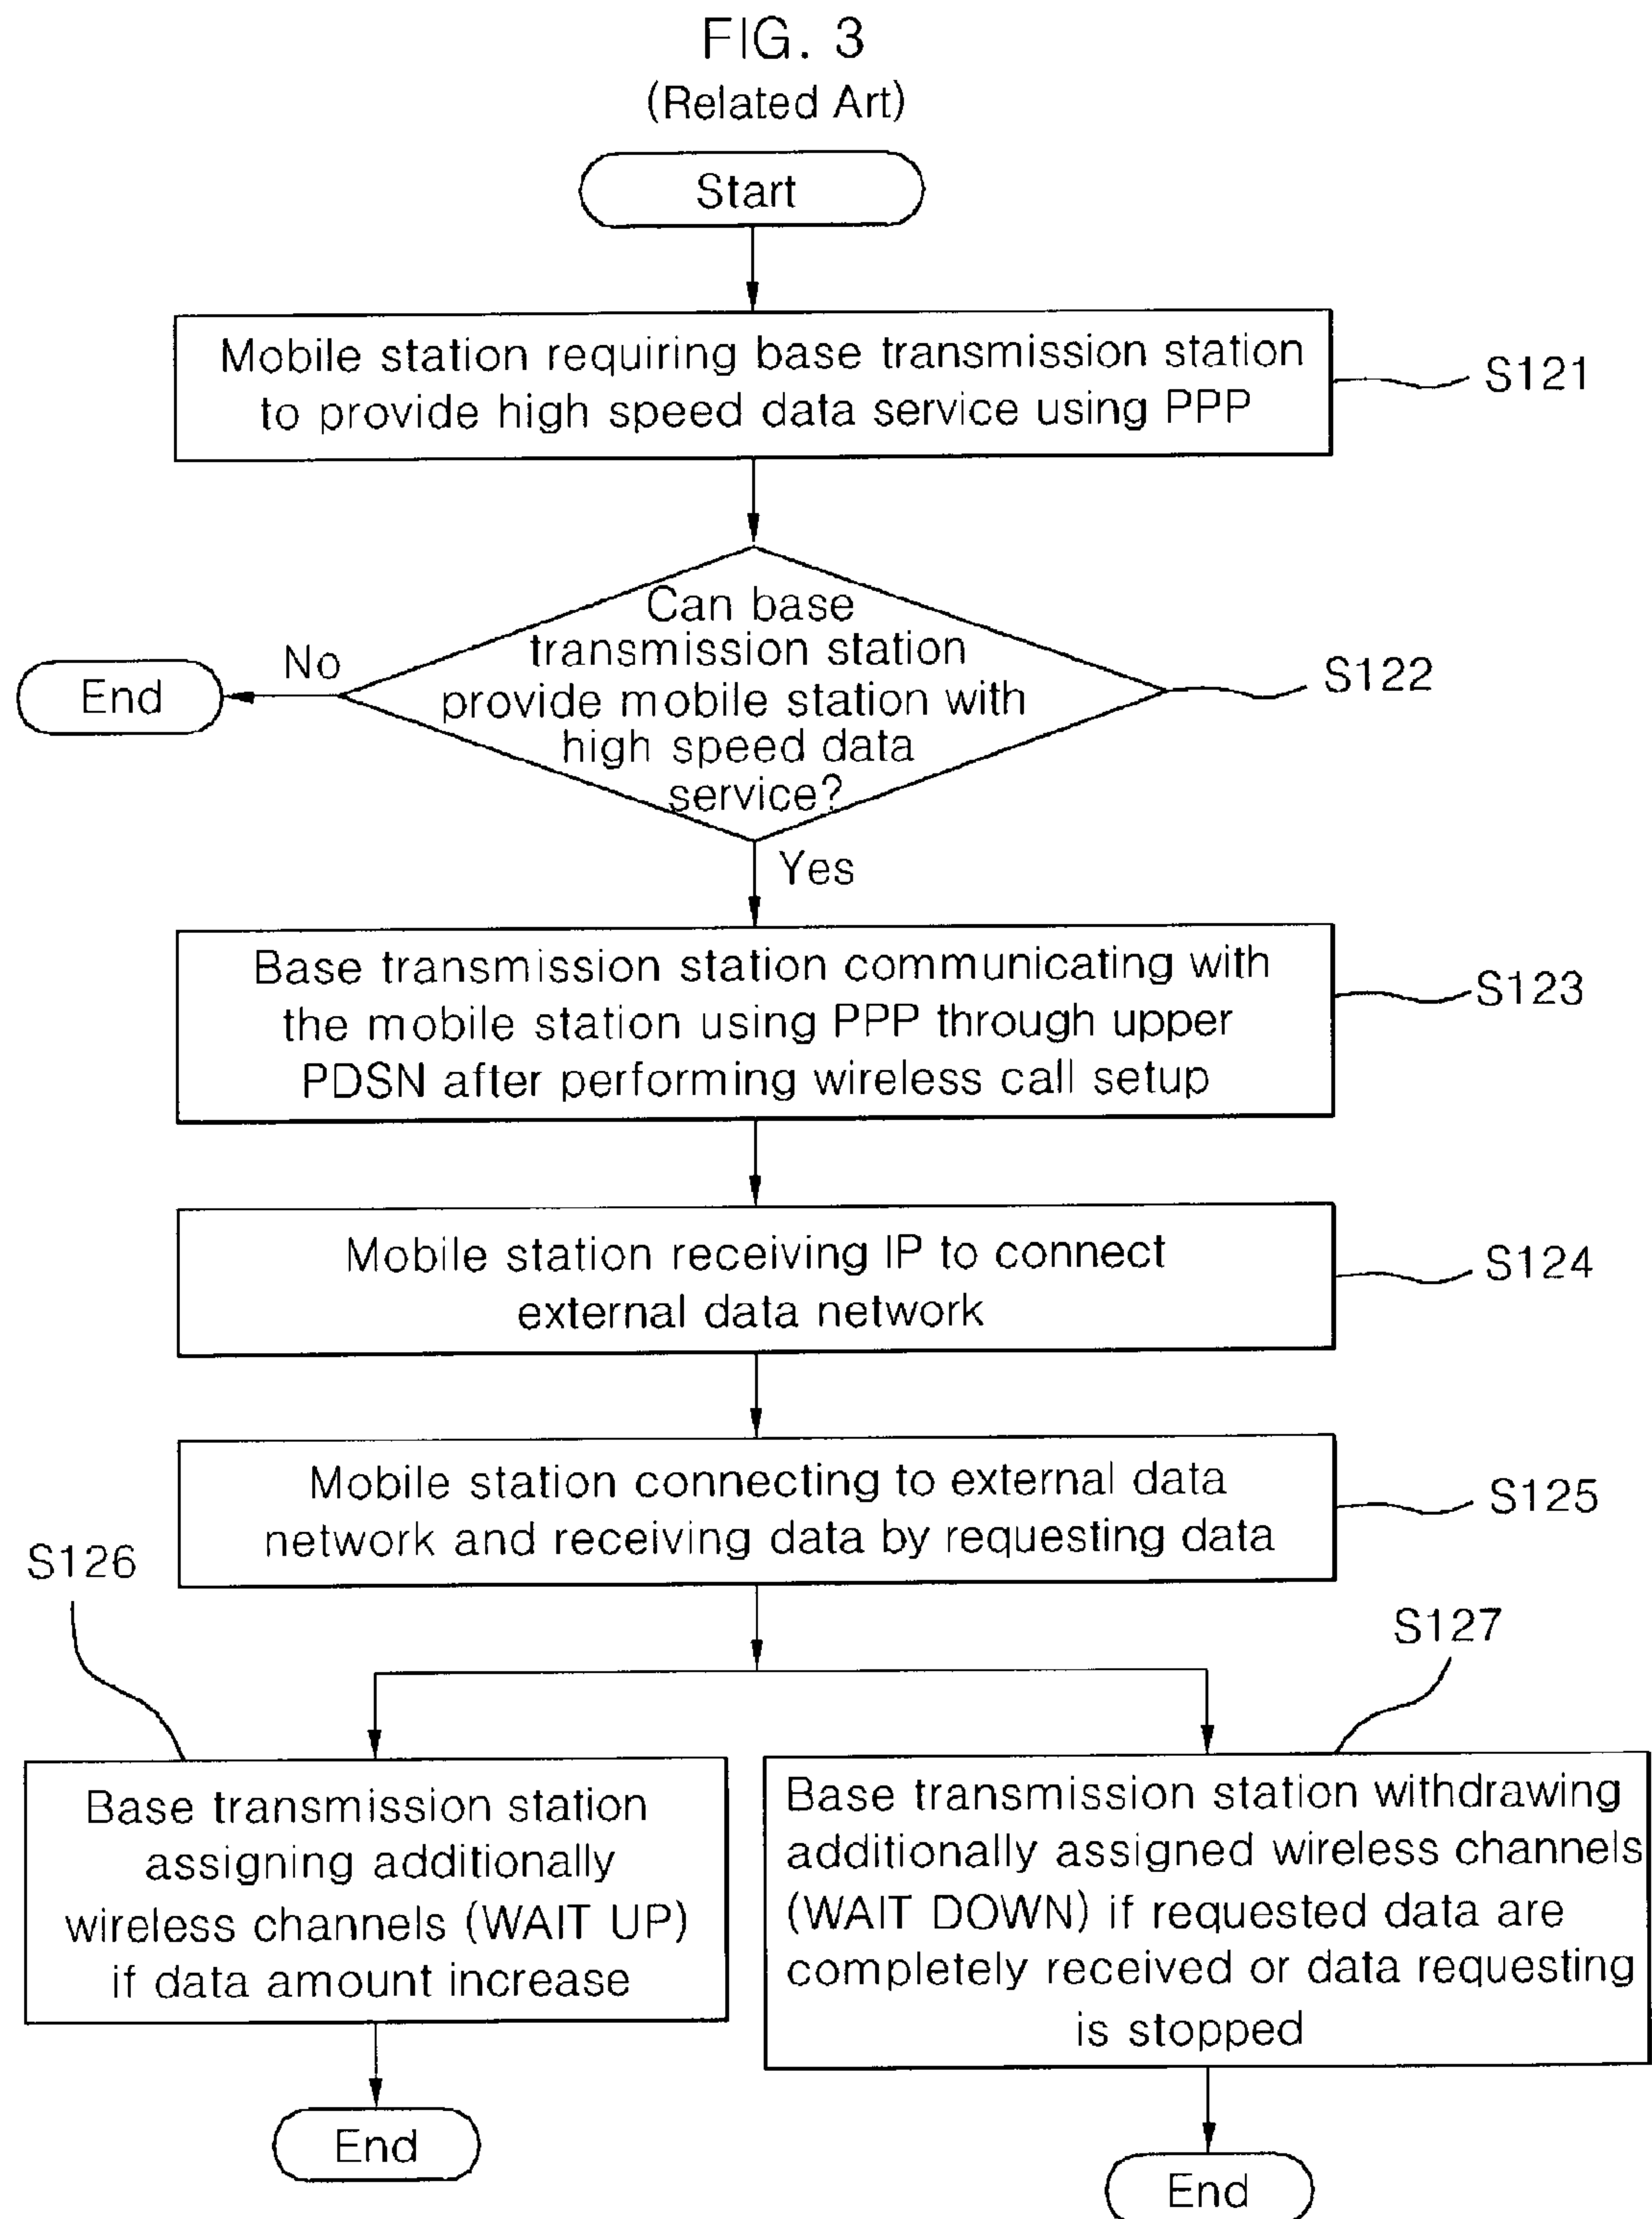 FIG. 3
(Related Art)
Start
Mobile station requiring base transmission station
to provide high speed data service using PPP
S121
Can base
transmission station
provide mobile station with
high speed data
service?
S122
No
End
Yes
Base transmission station communicating with
the mobile station using PPP through upper
PDSN after performing wireless call setup
S123
Mobile station receiving IP to connect
external data network
S124
Mobile station connecting to external data
network and receiving data by requesting data
S125
S126
S127
Base transmission station
assigning additionally
wireless channels (WAIT UP)
if data amount increase
Base transmission station withdrawing
additionally assigned wireless channels
(WAIT DOWN) if requested data are
completely received or data requesting
is stopped
End
End